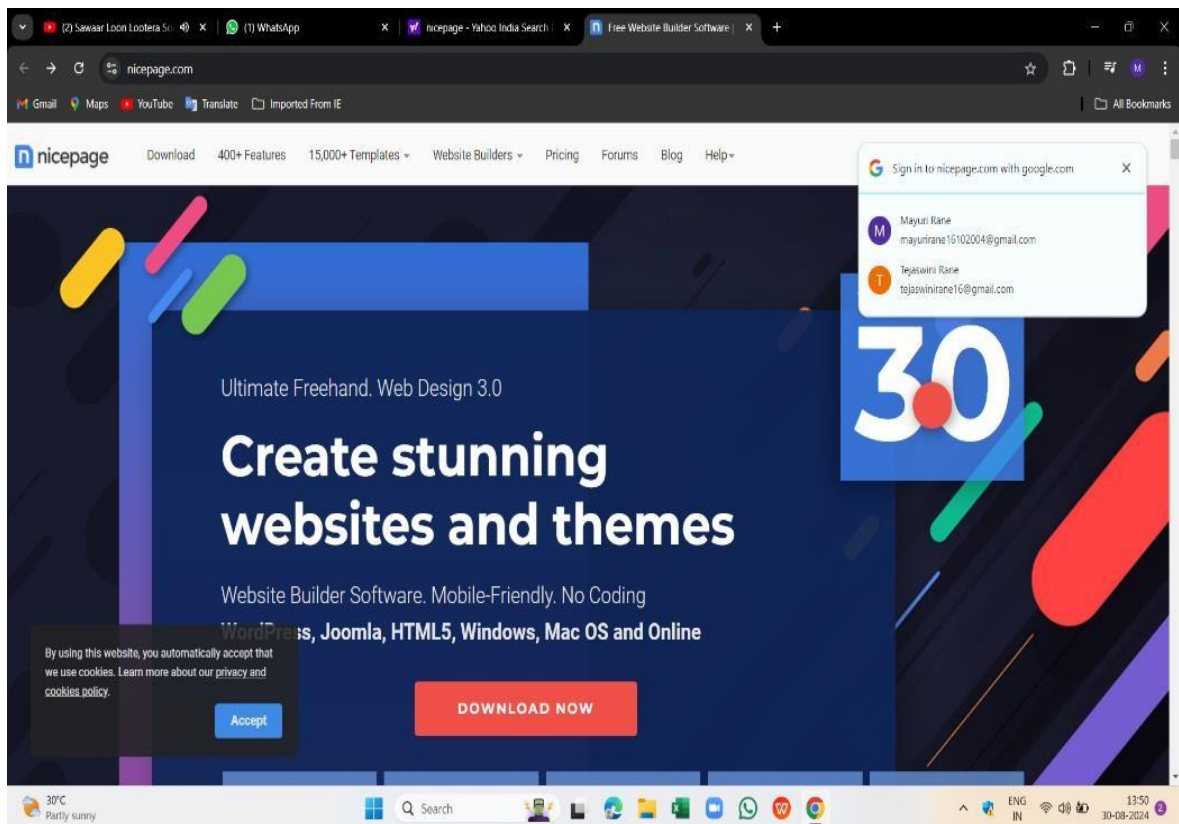 (2) Sawaar Loon Lootera So
(1) WhatsApp
nicepage - Yahoo India Search
Free Website Builder Software |
nicepage.com
M
Gmail
Maps
YouTube
Translate
Imported From IE
All Bookmarks
nicepage
Download
400+ Features
15,000+ Templates
Website Builders
Pricing
Forums
Blog
Help
Sign in to nicepage.com with google.com
M
Mayuri Rane
mayurirane16102004@gmail.com
T
Tejaswini Rane
tejaswinirane16@gmail.com
3.0
Ultimate Freehand. Web Design 3.0
Create stunning
websites and themes
Website Builder Software. Mobile-Friendly. No Coding
WordPress, Joomla, HTML5, Windows, Mac OS and Online
By using this website, you automatically accept that
we use cookies. Learn more about our privacy and
cookies policy.
Accept
DOWNLOAD NOW
30°C
Partly sunny
Search
ENG
IN
13:50
30-08-2024
2